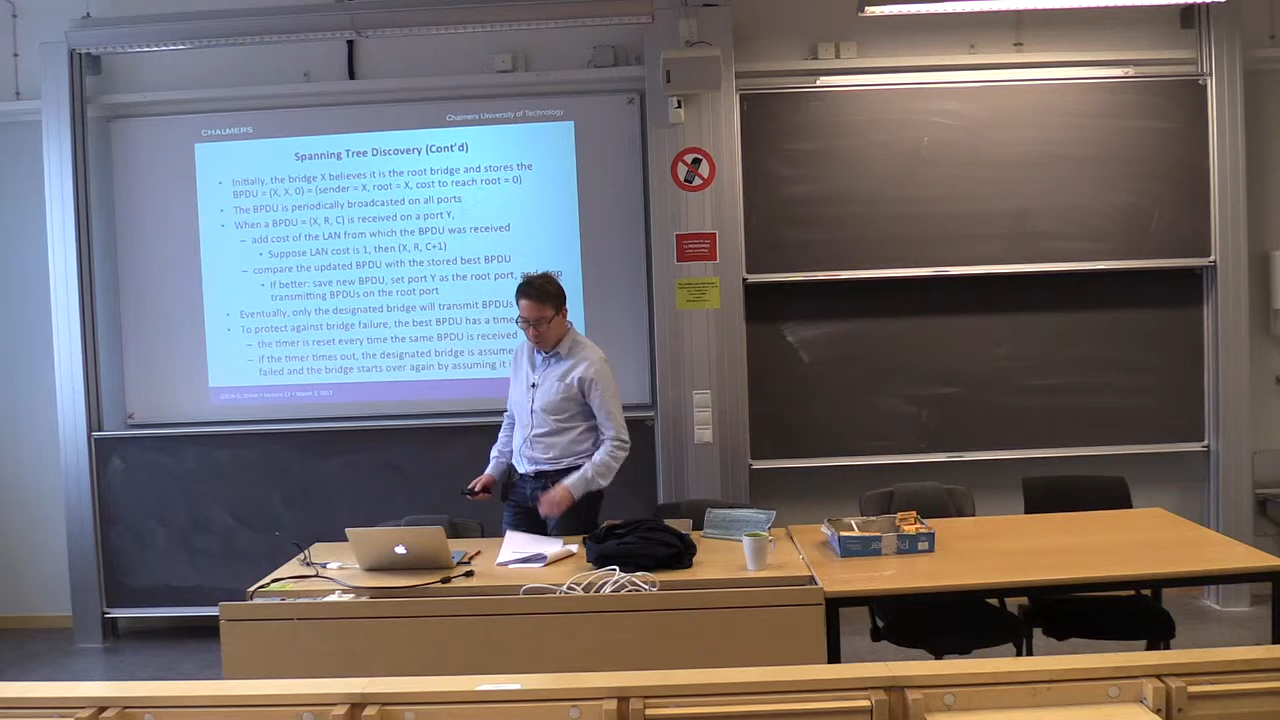 CHALMERS
Chalmers University of Technology
Spanning Tree Discovery (Cont'd)
• Initially, the bridge X believes it is the root bridge and stores the
BPDU = (X, X, 0) = (sender = X, root = X, cost to reach root = 0)
• The BPDU is periodically broadcasted on all ports
• When a BPDU = (X, R, C) is received on a port Y,
– add cost of the LAN from which the BPDU was received
• Suppose LAN cost is 1, then (X, R, C+1)
– compare the updated BPDU with the stored best BPDU
• If better: save new BPDU, set port Y as the root port, and stop
transmitting BPDUs on the root port
• Eventually, only the designated bridge will transmit BPDUs
• To protect against bridge failure, the best BPDU has a time
– the timer is reset every time the same BPDU is received
– if the timer times out, the designated bridge is assume
failed and the bridge starts over again by assuming it i
Lecture 12 • March 3, 2017